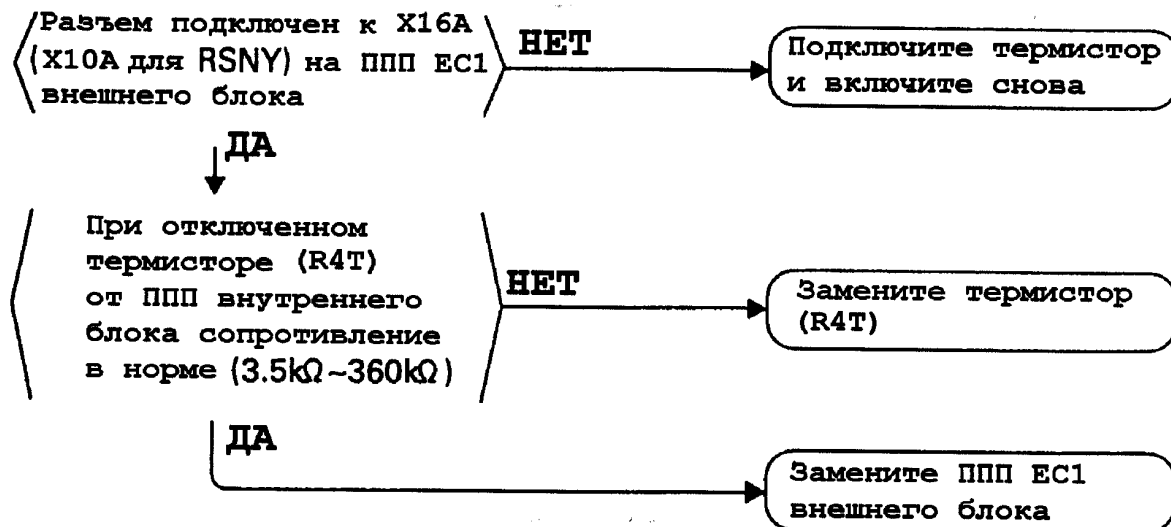 Разъем подключен к X16A
(X10A для RSNY) на ППП EC1
внешнего блока
НЕТ
Подключите термистор
и включите снова
ДА
При отключенном
термисторе (R4T)
от ППП внутреннего
блока сопротивление
в норме (3.5kΩ~360kΩ)
НЕТ
Замените термистор
(R4T)
ДА
Замените ППП EC1
внешнего блока